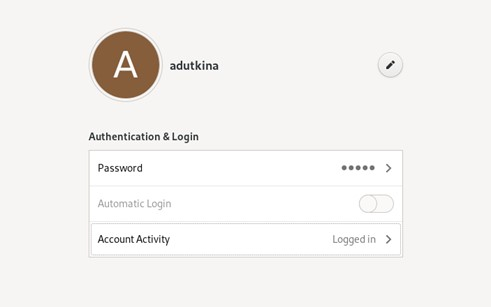 A
adutkina
Authentication & Login
Password ●●●●●
Automatic Login
Account Activity Logged in